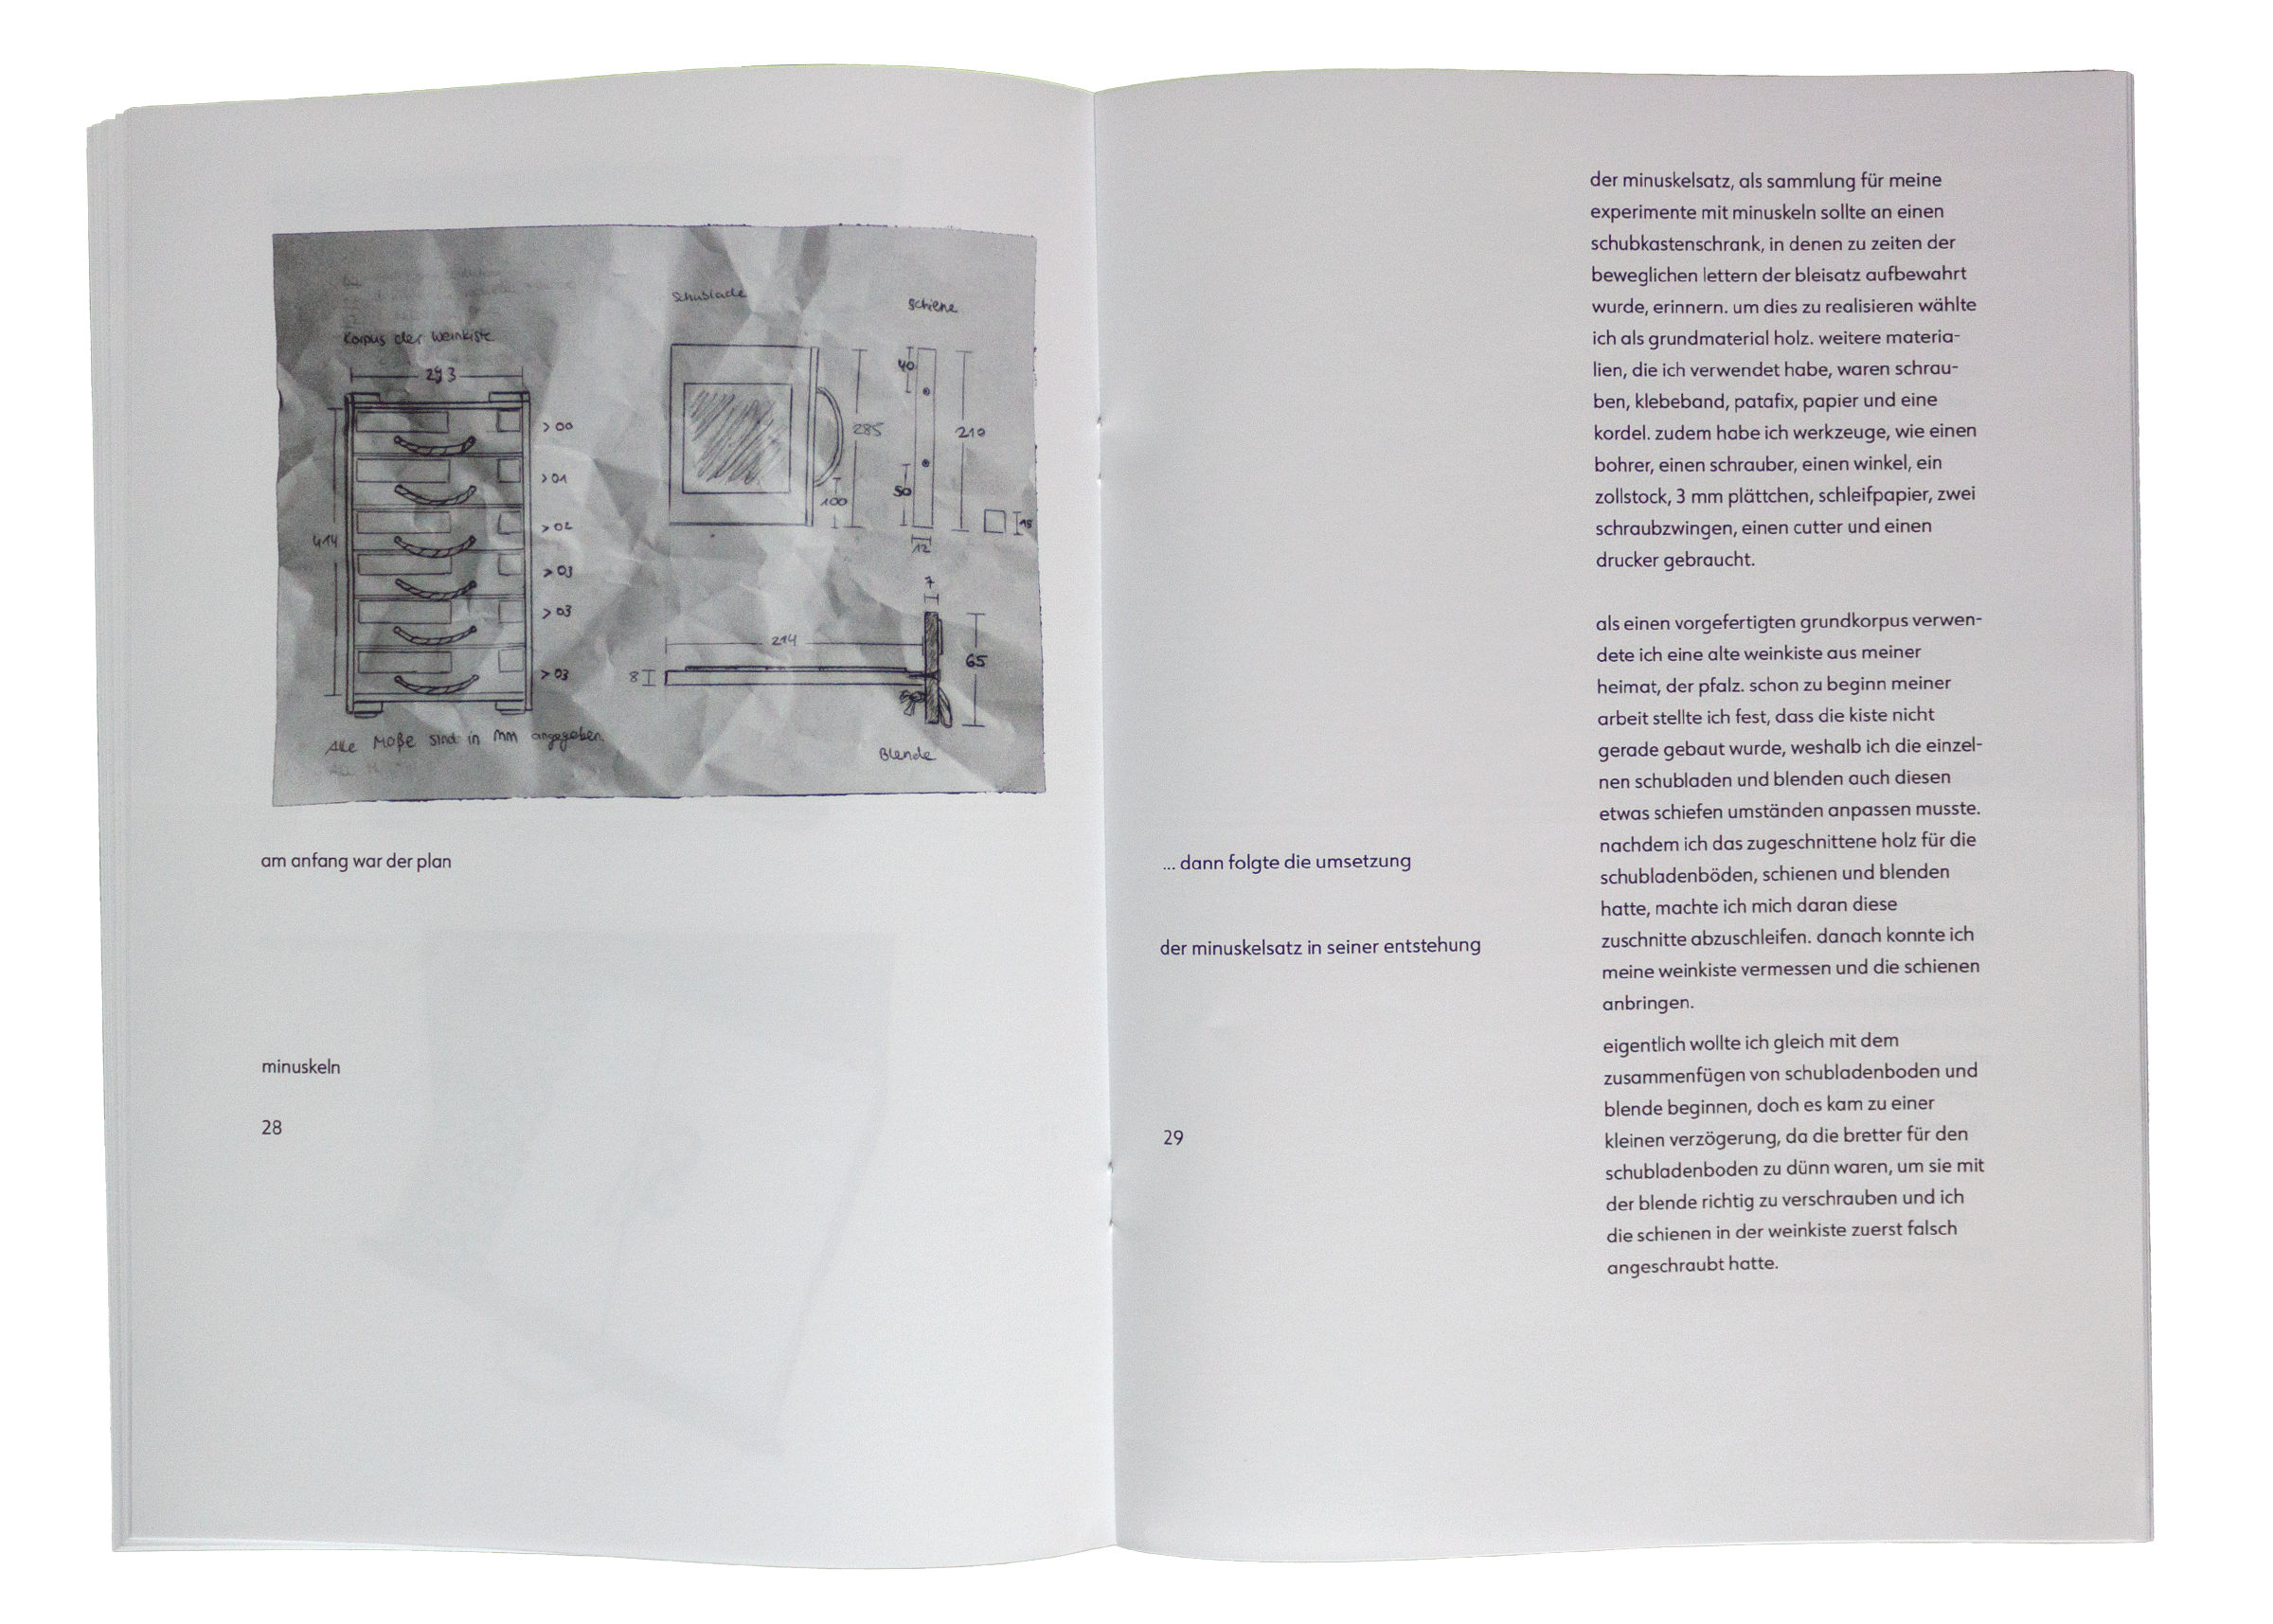 Korpus der Weinkiste
293
414
> 00
> 01
> 02
> 03
> 03
> 03
Alle Maße sind in mm angegeben.
Schublade
285
100
Schiene
40
50
210
12
15
7
214
8
65
Blende
am anfang war der plan
minuskeln
28
... dann folgte die umsetzung
der minuskelsatz in seiner entstehung
29
der minuskelsatz, als sammlung für meine
experimente mit minuskeln sollte an einen
schubkastenschrank, in denen zu zeiten der
beweglichen lettern der bleisatz aufbewahrt
wurde, erinnern. um dies zu realisieren wählte
ich als grundmaterial holz. weitere materia-
lien, die ich verwendet habe, waren schrau-
ben, klebeband, patafix, papier und eine
kordel. zudem habe ich werkzeuge, wie einen
bohrer, einen schrauber, einen winkel, ein
zollstock, 3 mm plättchen, schleifpapier, zwei
schraubzwingen, einen cutter und einen
drucker gebraucht.
als einen vorgefertigten grundkorpus verwen-
dete ich eine alte weinkiste aus meiner
heimat, der pfalz. schon zu beginn meiner
arbeit stellte ich fest, dass die kiste nicht
gerade gebaut wurde, weshalb ich die einzel-
nen schubladen und blenden auch diesen
etwas schiefen umständen anpassen musste.
nachdem ich das zugeschnittene holz für die
schubladenböden, schienen und blenden
hatte, machte ich mich daran diese
zuschnitte abzuschleifen. danach konnte ich
meine weinkiste vermessen und die schienen
anbringen.
eigentlich wollte ich gleich mit dem
zusammenfügen von schubladenboden und
blende beginnen, doch es kam zu einer
kleinen verzögerung, da die bretter für den
schubladenboden zu dünn waren, um sie mit
der blende richtig zu verschrauben und ich
die schienen in der weinkiste zuerst falsch
angeschraubt hatte.